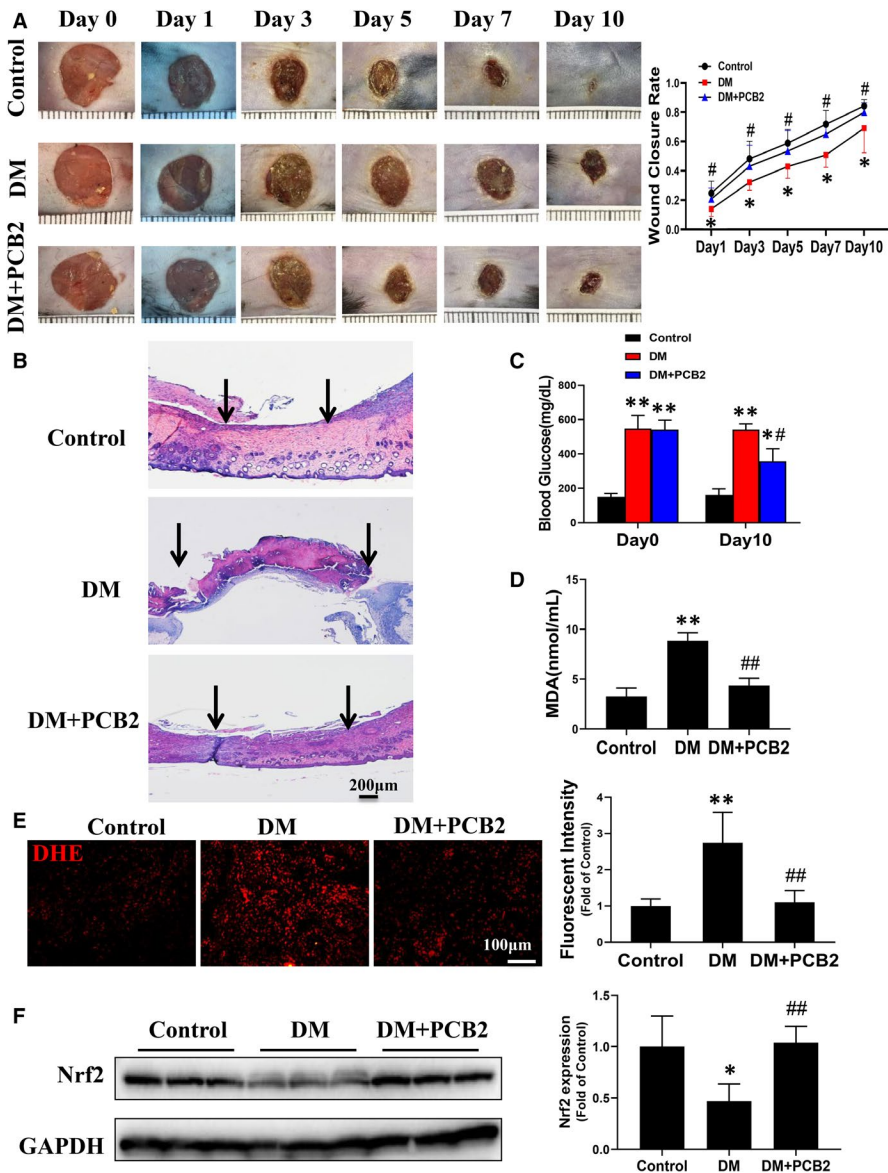 A
Day 0 Day 1 Day 3 Day 5 Day 7 Day 10
Control
DM
DM+PCB2
Control
DM
DM+PCB2
Wound Closure Rate
1.0
0.8
0.6
0.4
0.2
0.0
# # # # #
* * * * *
Day1 Day3 Day5 Day7 Day10
B
Control
DM
DM+PCB2
200μm
C
Control
DM
DM+PCB2
Blood Glucose(mg/dL)
800
600
400
200
0
** ** ** *#
Day0 Day10
D
MDA(nmol/mL)
15
10
5
0
**
##
Control DM DM+PCB2
E
Control DM DM+PCB2
DHE
100μm
Fluorescent Intensity
(Fold of Control)
4
3
2
1
0
**
##
Control DM DM+PCB2
F
Control DM DM+PCB2
Nrf2
GAPDH
Nrf2 expression
(Fold of Control)
1.5
1.0
0.5
0.0
*
##
Control DM DM+PCB2